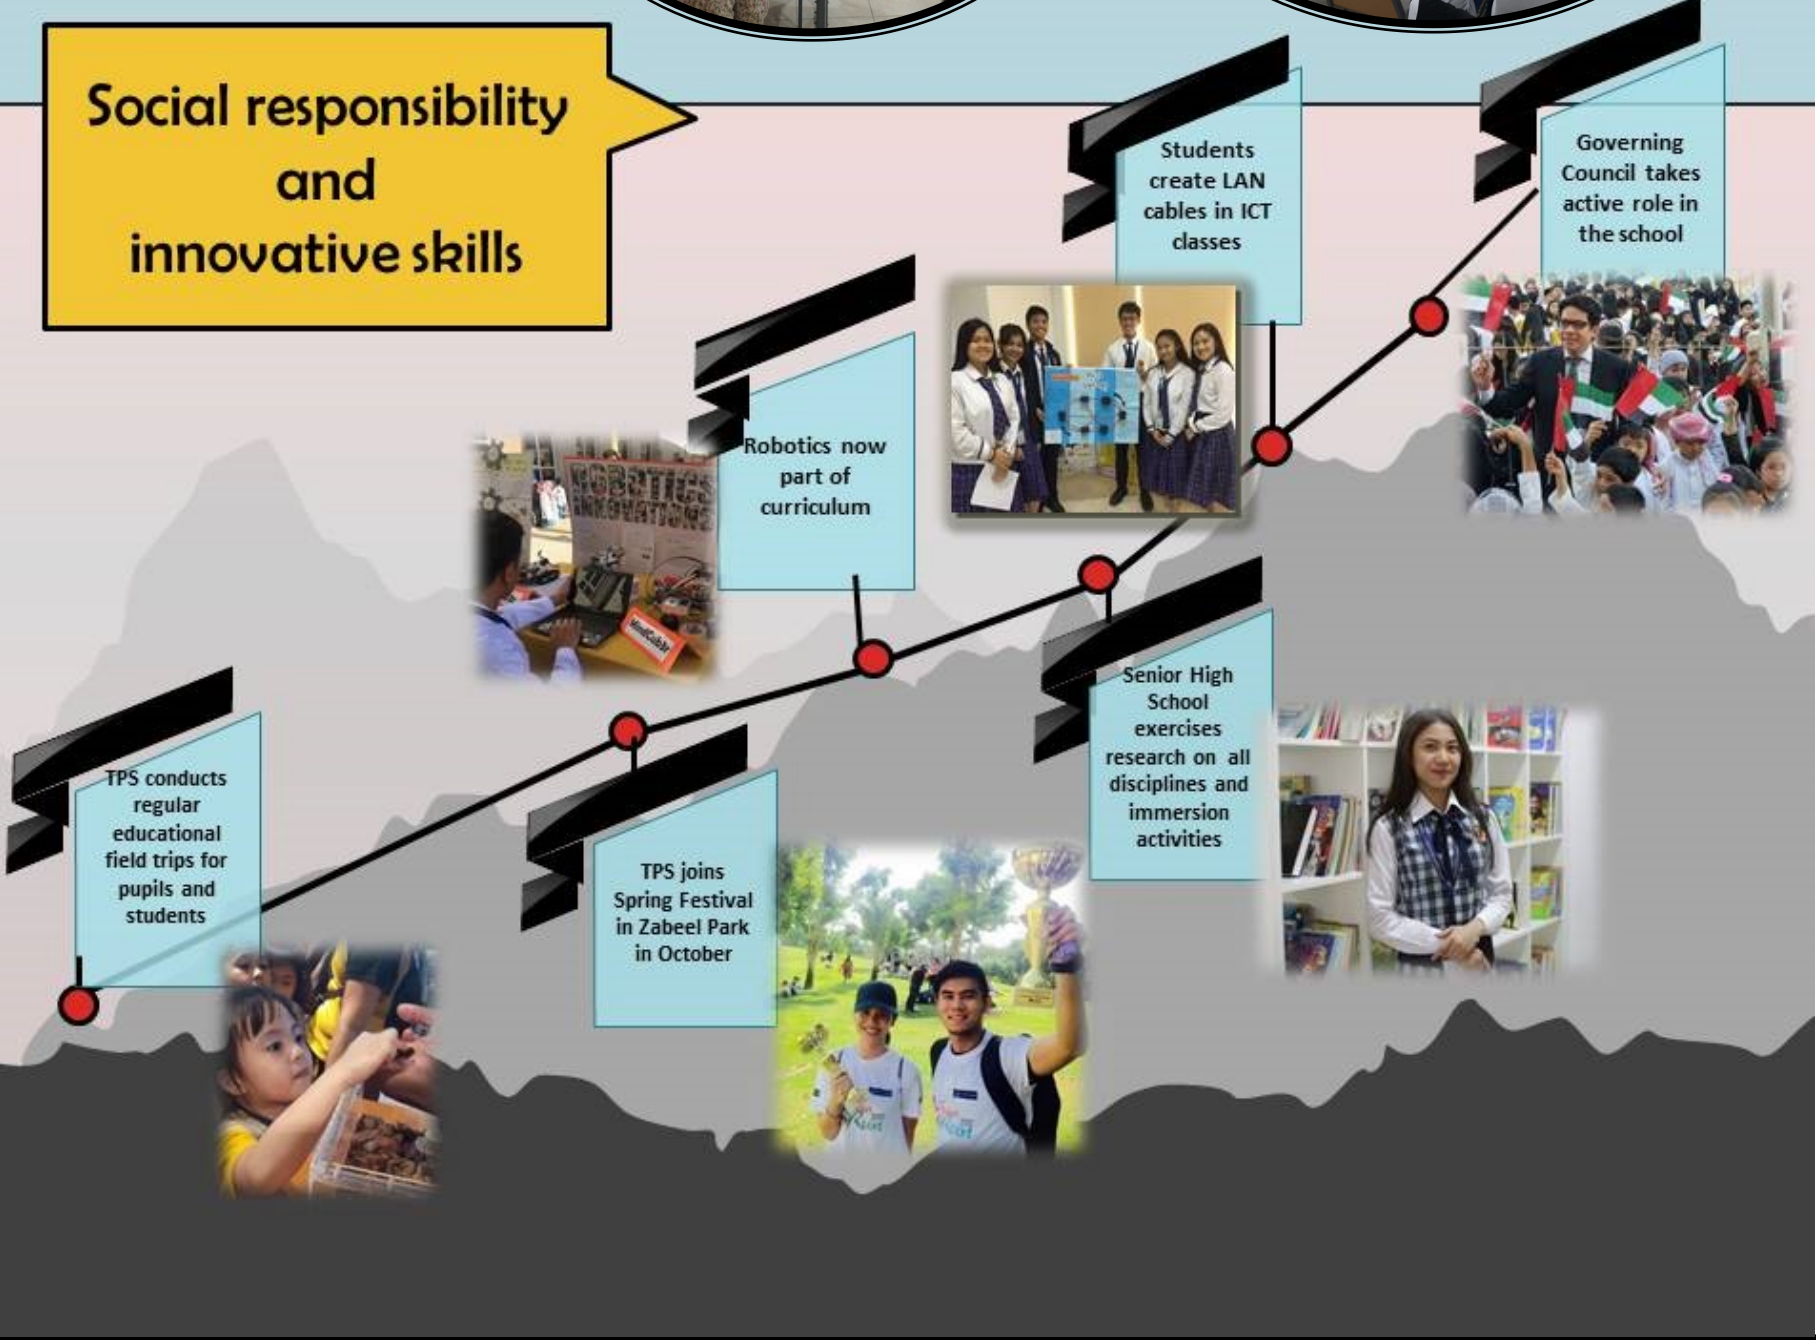 Social responsibility
and
innovative skills
Students
create LAN
cables in ICT
classes
Governing
Council takes
active role in
the school
Robotics now
part of
curriculum
ROBOTICS
INNOVATIONS
Senior High
School
exercises
research on all
disciplines and
immersion
activities
TPS conducts
regular
educational
field trips for
pupils and
students
TPS joins
Spring Festival
in Zabeel Park
in October